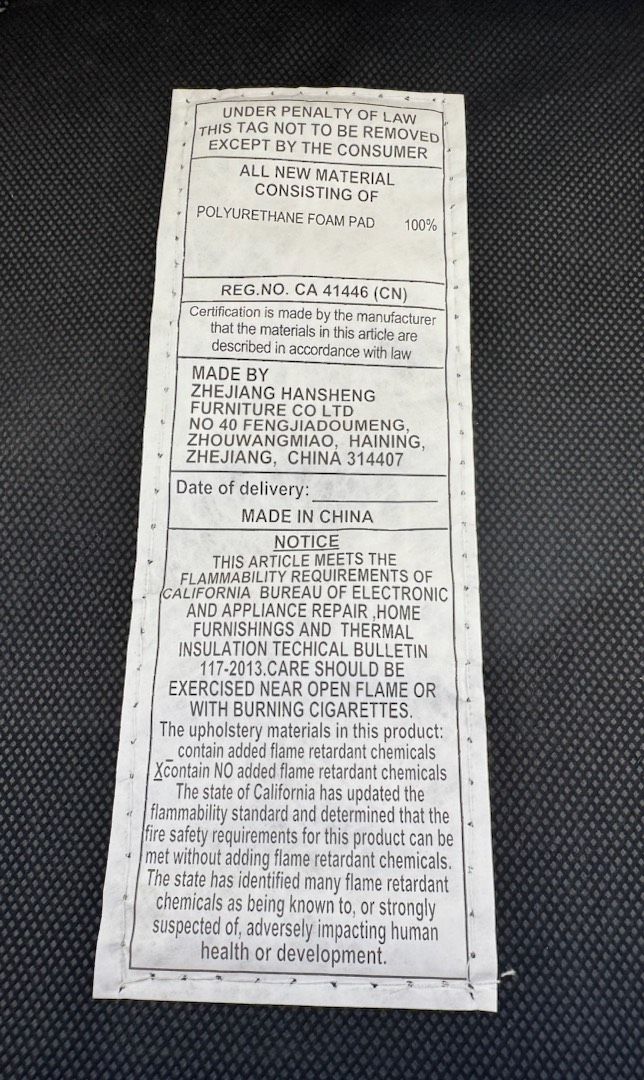 UNDER PENALTY OF LAW
THIS TAG NOT TO BE REMOVED
EXCEPT BY THE CONSUMER
ALL NEW MATERIAL
CONSISTING OF
POLYURETHANE FOAM PAD 100%
REG.NO. CA 41446 (CN)
Certification is made by the manufacturer
that the materials in this article are
described in accordance with law
MADE BY
ZHEJIANG HANSHENG
FURNITURE CO LTD
NO 40 FENGJIADOUMENG,
ZHOUWANGMIAO, HAINING,
ZHEJIANG, CHINA 314407
Date of delivery:
MADE IN CHINA
NOTICE
THIS ARTICLE MEETS THE
FLAMMABILITY REQUIREMENTS OF
CALIFORNIA BUREAU OF ELECTRONIC
AND APPLIANCE REPAIR ,HOME
FURNISHINGS AND THERMAL
INSULATION TECHICAL BULLETIN
117-2013.CARE SHOULD BE
EXERCISED NEAR OPEN FLAME OR
WITH BURNING CIGARETTES.
The upholstery materials in this product:
_contain added flame retardant chemicals
Xcontain NO added flame retardant chemicals
The state of California has updated the
flammability standard and determined that the
fire safety requirements for this product can be
met without adding flame retardant chemicals.
The state has identified many flame retardant
chemicals as being known to, or strongly
suspected of, adversely impacting human
health or development.